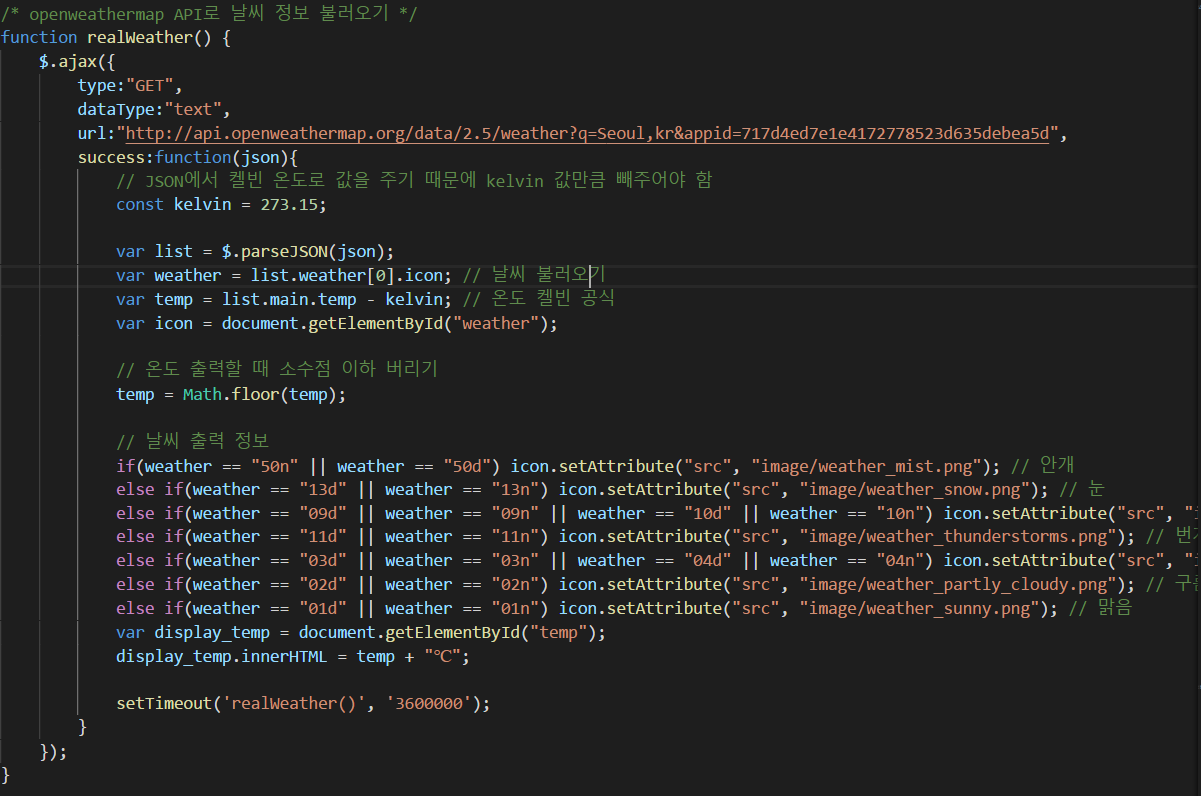 /* openweathermap API로 날씨 정보 불러오기 */
function realWeather() {
$.ajax({
type:"GET",
dataType:"text",
url:"http://api.openweathermap.org/data/2.5/weather?q=Seoul,kr&appid=717d4ed7e1e4172778523d635debea5d",
success:function(json){
// JSON에서 켈빈 온도로 값을 주기 때문에 kelvin 값만큼 빼주어야 함
const kelvin = 273.15;
var list = $.parseJSON(json);
var weather = list.weather[0].icon; // 날씨 불러오기
var temp = list.main.temp - kelvin; // 온도 켈빈 공식
var icon = document.getElementById("weather");
// 온도 출력할 때 소수점 이하 버리기
temp = Math.floor(temp);
// 날씨 출력 정보
if(weather == "50n" || weather == "50d") icon.setAttribute("src", "image/weather_mist.png"); // 안개
else if(weather == "13d" || weather == "13n") icon.setAttribute("src", "image/weather_snow.png"); // 눈
else if(weather == "09d" || weather == "09n" || weather == "10d" || weather == "10n") icon.setAttribute("src",
else if(weather == "11d" || weather == "11n") icon.setAttribute("src", "image/weather_thunderstorms.png"); //
else if(weather == "03d" || weather == "03n" || weather == "04d" || weather == "04n") icon.setAttribute("src",
else if(weather == "02d" || weather == "02n") icon.setAttribute("src", "image/weather_partly_cloudy.png"); //
else if(weather == "01d" || weather == "01n") icon.setAttribute("src", "image/weather_sunny.png"); // 맑음
var display_temp = document.getElementById("temp");
display_temp.innerHTML = temp + "℃";
setTimeout('realWeather()', '3600000');
}
});
}